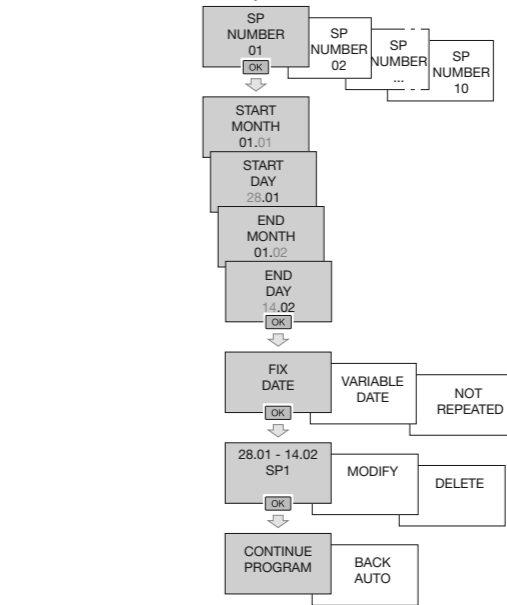 SP
NUMBER
01
OK
SP
NUMBER
02
SP
NUMBER
...
SP
NUMBER
10
START
MONTH
01.01
START
DAY
28.01
END
MONTH
01.02
END
DAY
14.02
OK
FIX
DATE
OK
VARIABLE
DATE
NOT
REPEATED
28.01 - 14.02
SP1
OK
MODIFY
DELETE
CONTINUE
PROGRAM
BACK
AUTO